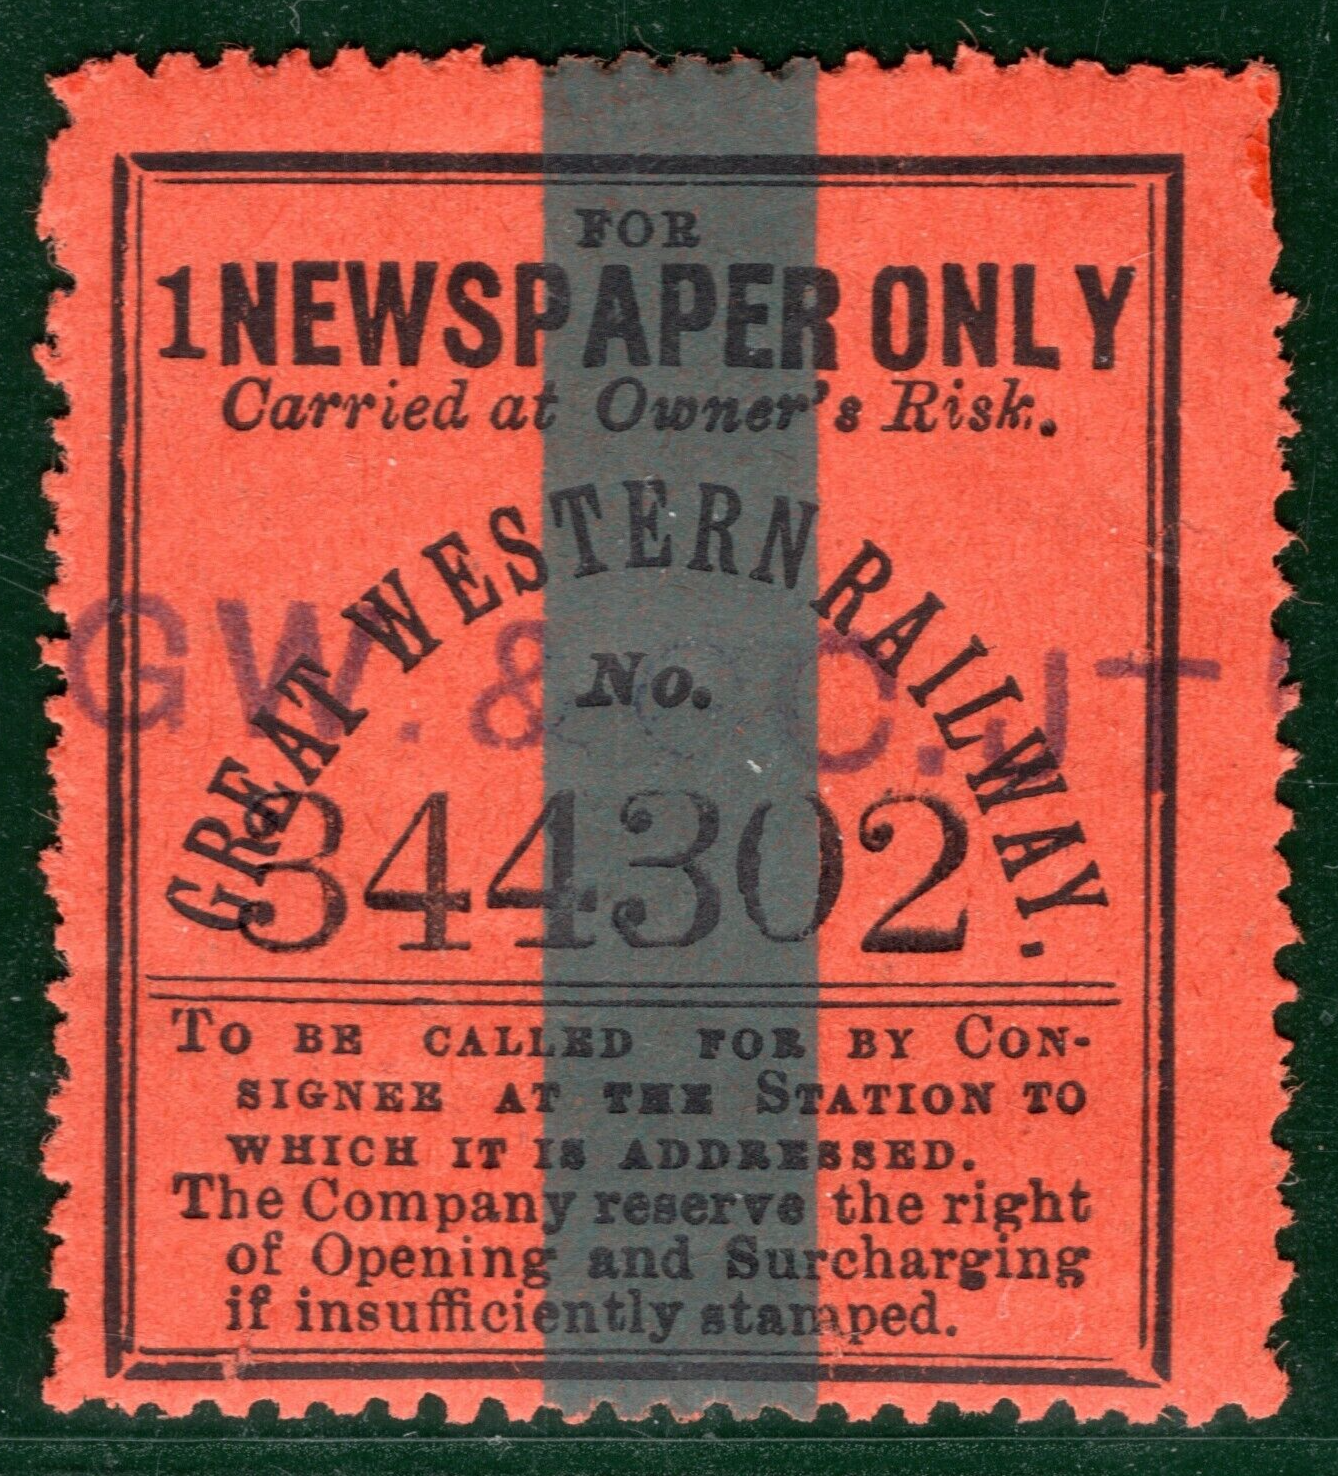 FOR
1 NEWSPAPER ONLY
Carried at Owner's Risk.
GREAT WESTERN RAILWAY.
No.
GW. & G C. JT
344302
TO BE CALLED FOR BY CON-
SIGNEE AT THE STATION TO
WHICH IT IS ADDRESSED.
The Company reserve the right
of Opening and Surcharging
if insufficiently stamped.